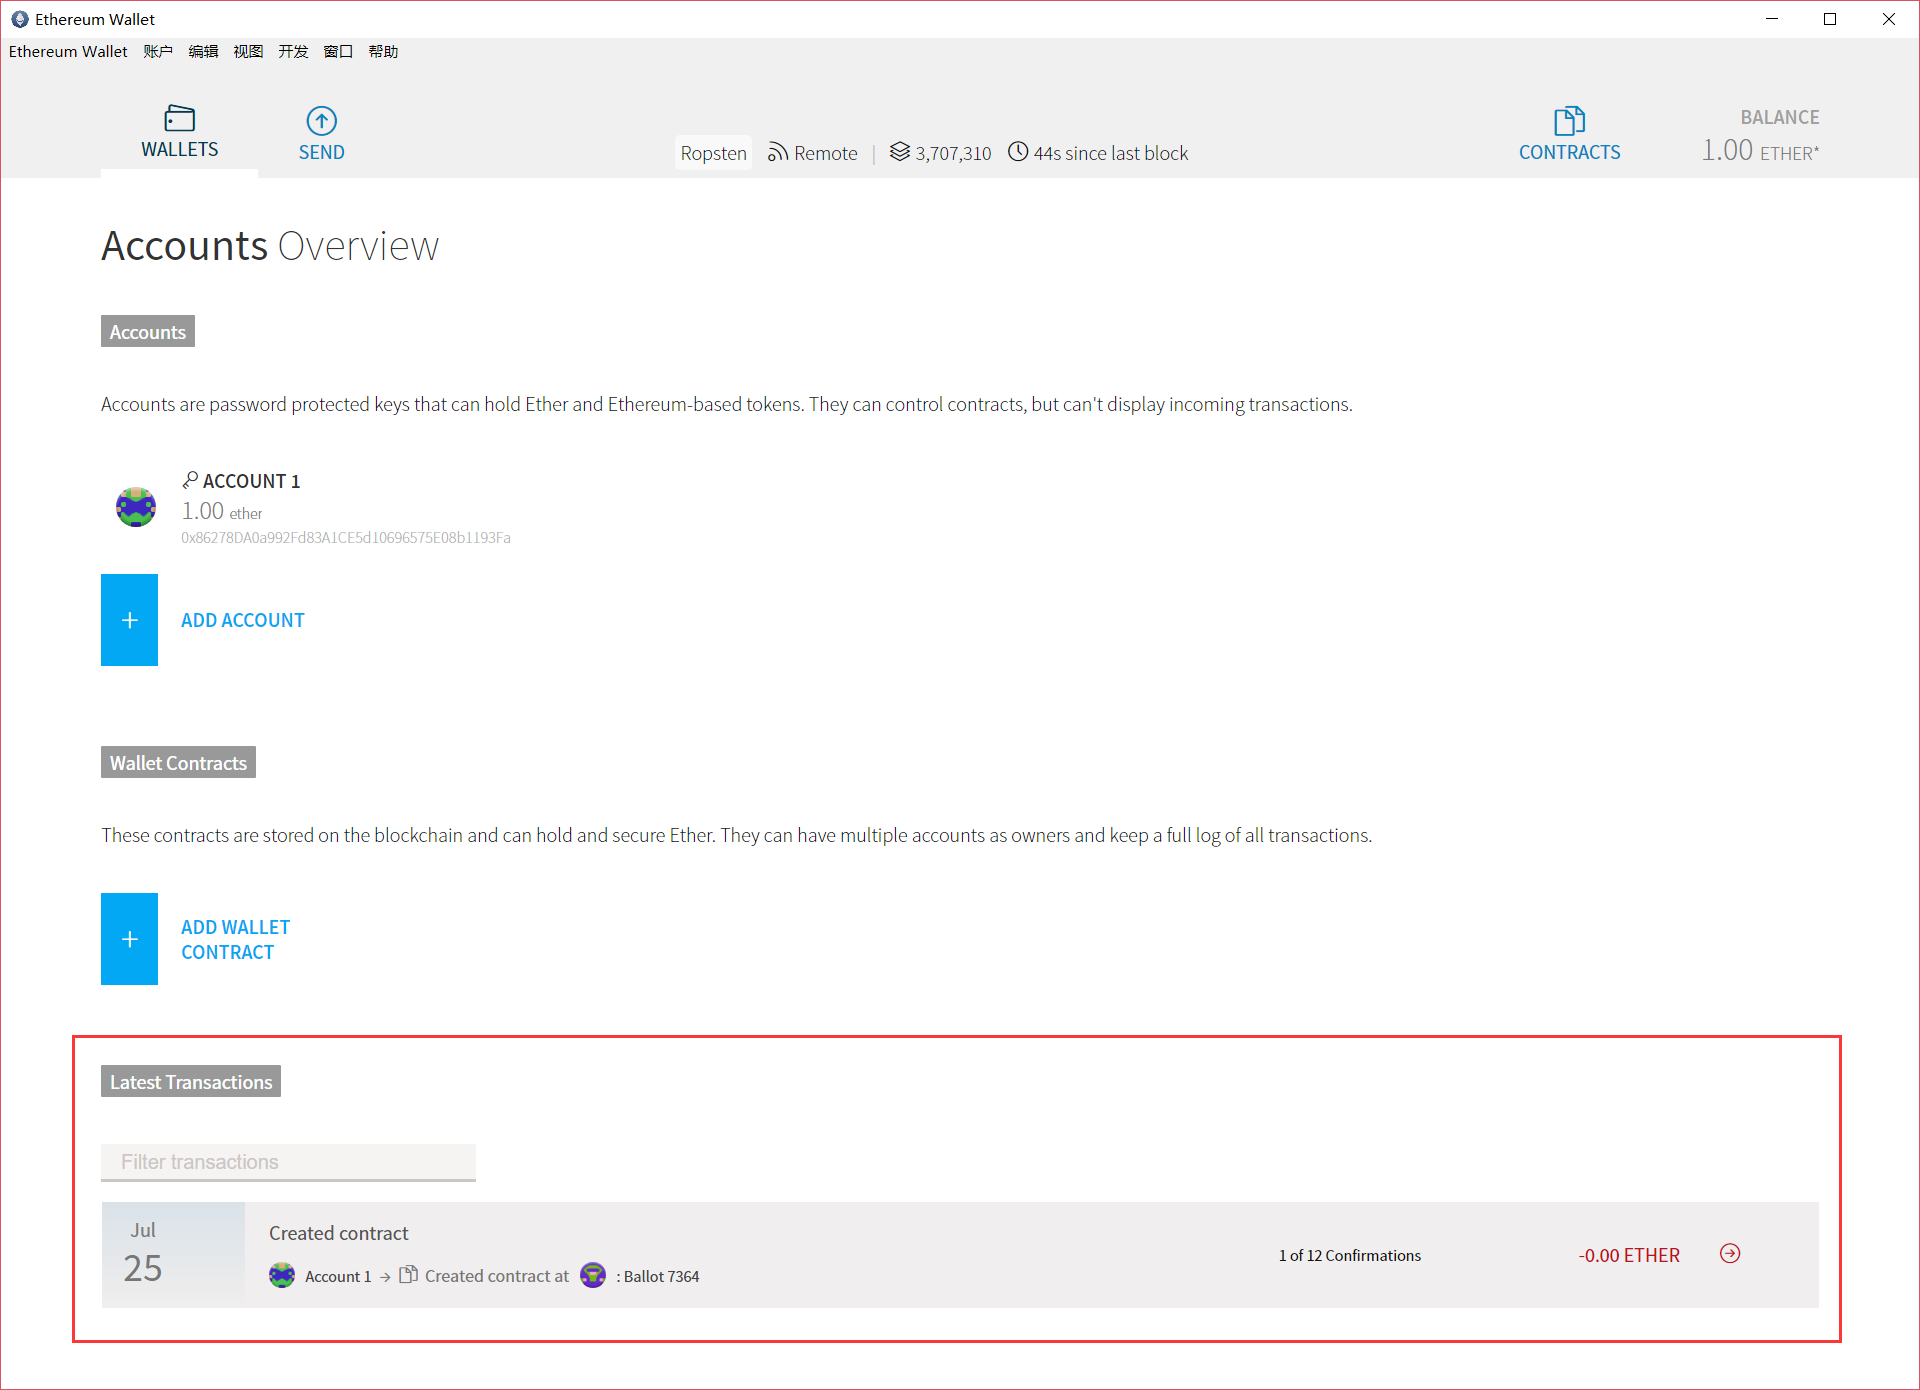 Ethereum Wallet
Ethereum Wallet 账户 编辑 视图 开发 窗口 帮助
WALLETS
SEND
Ropsten Remote | 3,707,310 44s since last block
CONTRACTS
BALANCE
1.00 ETHER*
Accounts Overview
Accounts
Accounts are password protected keys that can hold Ether and Ethereum-based tokens. They can control contracts, but can't display incoming transactions.
ACCOUNT 1
1.00 ether
0x86278DA0a992Fd83A1CE5d10696575E08b1193Fa
+ ADD ACCOUNT
Wallet Contracts
These contracts are stored on the blockchain and can hold and secure Ether. They can have multiple accounts as owners and keep a full log of all transactions.
+ ADD WALLET
CONTRACT
Latest Transactions
Filter transactions
Jul
25
Created contract
Account 1 → Created contract at : Ballot 7364
1 of 12 Confirmations
-0.00 ETHER